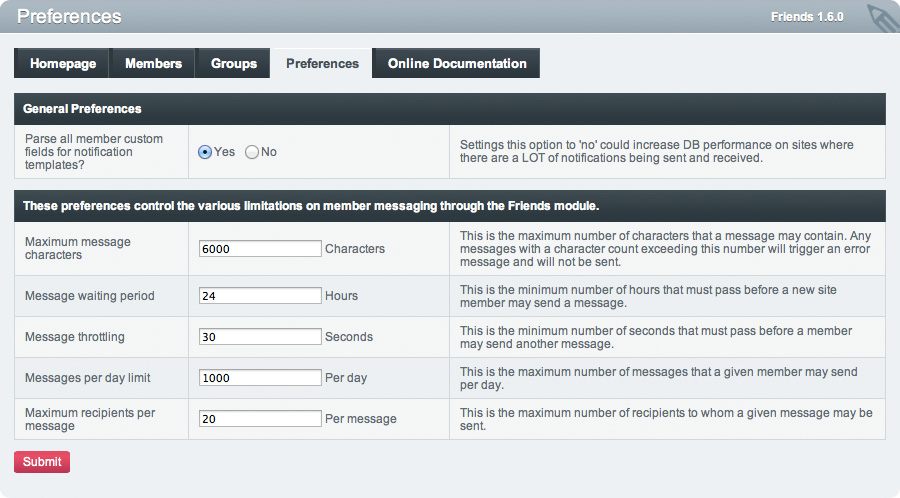 Preferences
Friends 1.6.0
Homepage
Members
Groups
Preferences
Online Documentation
General Preferences
Parse all member custom
fields for notification
templates?
Yes
No
Settings this option to 'no' could increase DB performance on sites where
there are a LOT of notifications being sent and received.
These preferences control the various limitations on member messaging through the Friends module.
Maximum message
characters
6000
Characters
This is the maximum number of characters that a message may contain. Any
messages with a character count exceeding this number will trigger an error
message and will not be sent.
Message waiting period
24
Hours
This is the minimum number of hours that must pass before a new site
member may send a message.
Message throttling
30
Seconds
This is the minimum number of seconds that must pass before a member
may send another message.
Messages per day limit
1000
Per day
This is the maximum number of messages that a given member may send
per day.
Maximum recipients per
message
20
Per message
This is the maximum number of recipients to whom a given message may be
sent.
Submit